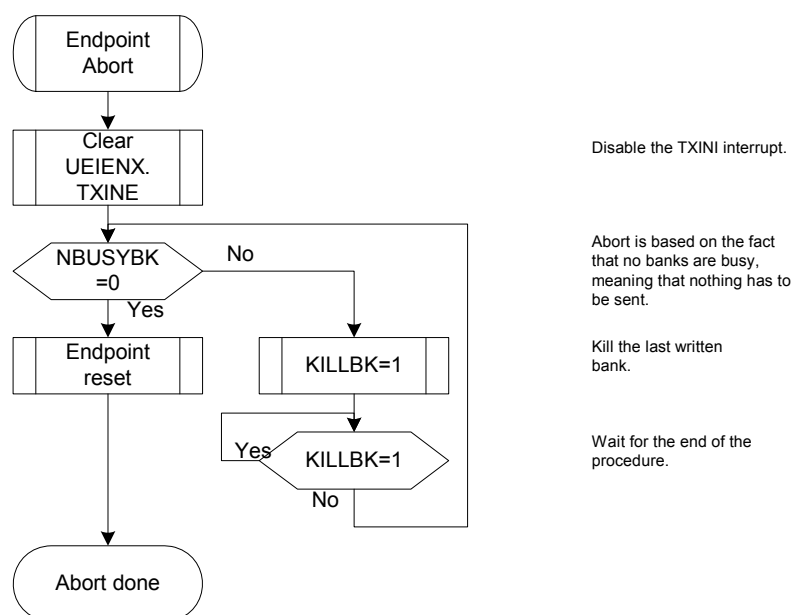 Endpoint
Abort
Clear
UEIENX.
TXINE
Disable the TXINI interrupt.
NBUSYBK
=0
No
Yes
Abort is based on the fact
that no banks are busy,
meaning that nothing has to
be sent.
Endpoint
reset
KILLBK=1
Kill the last written
bank.
Yes
KILLBK=1
No
Wait for the end of the
procedure.
Abort done